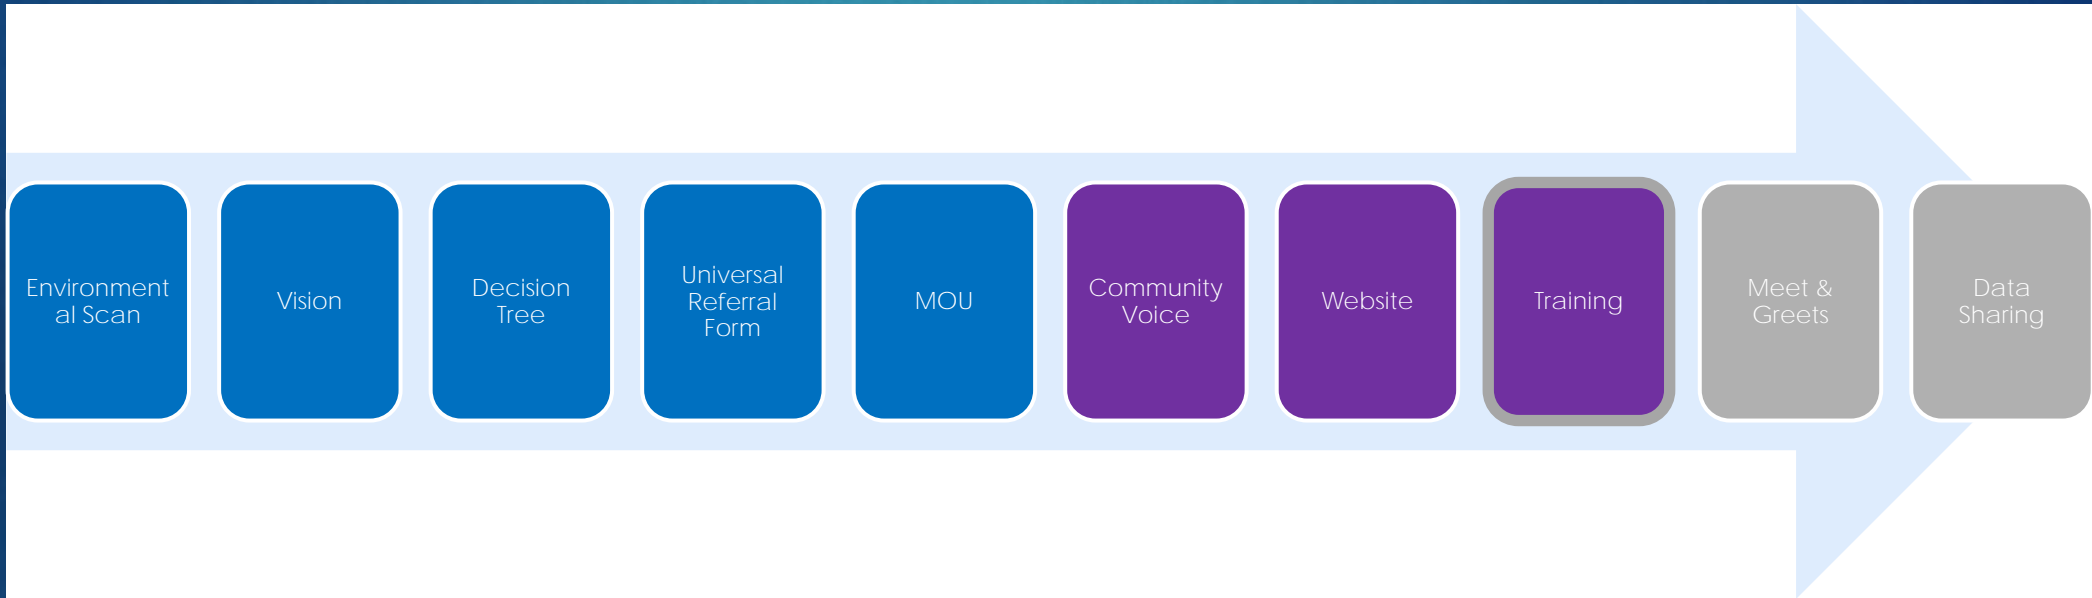 Environment
al Scan
Vision
Decision
Tree
Universal
Referral
Form
MOU
Community
Voice
Website
Training
Meet &
Greets
Data
Sharing